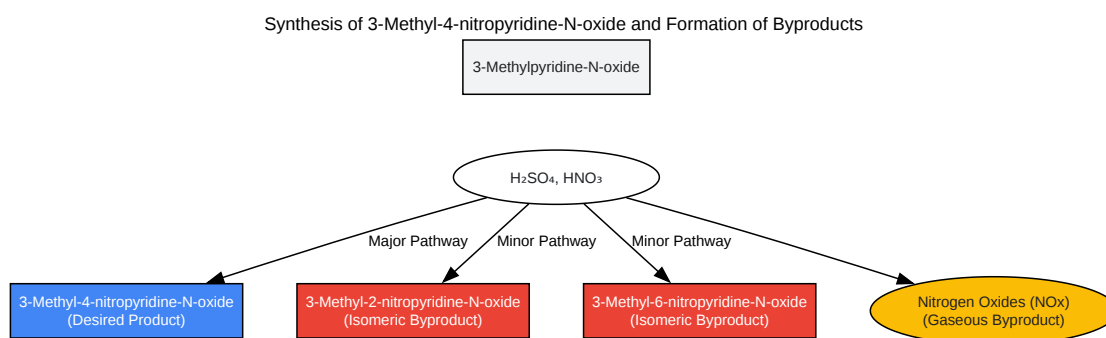 Synthesis of 3-Methyl-4-nitropyridine-N-oxide and Formation of Byproducts
3-Methylpyridine-N-oxide
H₂SO₄, HNO₃
Major Pathway
Minor Pathway
Minor Pathway
3-Methyl-4-nitropyridine-N-oxide
(Desired Product)
3-Methyl-2-nitropyridine-N-oxide
(Isomeric Byproduct)
3-Methyl-6-nitropyridine-N-oxide
(Isomeric Byproduct)
Nitrogen Oxides (NOx)
(Gaseous Byproduct)